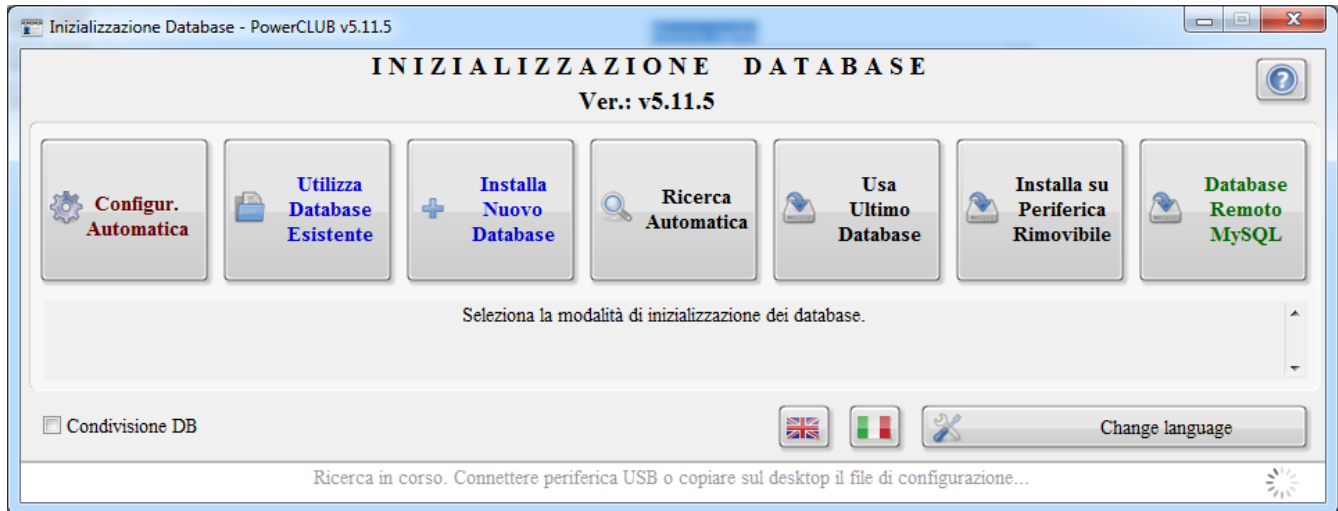 Inizializzazione Database - PowerCLUB v5.11.5
INIZIALIZZAZIONE DATABASE
Ver.: v5.11.5
Configur.
Automatica
Utilizza
Database
Esistente
Installa
Nuovo
Database
Ricerca
Automatica
Usa
Ultimo
Database
Installa su
Periferica
Rimovibile
Database
Remoto
MySQL
Seleziona la modalità di inizializzazione dei database.
Condivisione DB
Change language
Ricerca in corso. Connettere periferica USB o copiare sul desktop il file di configurazione...